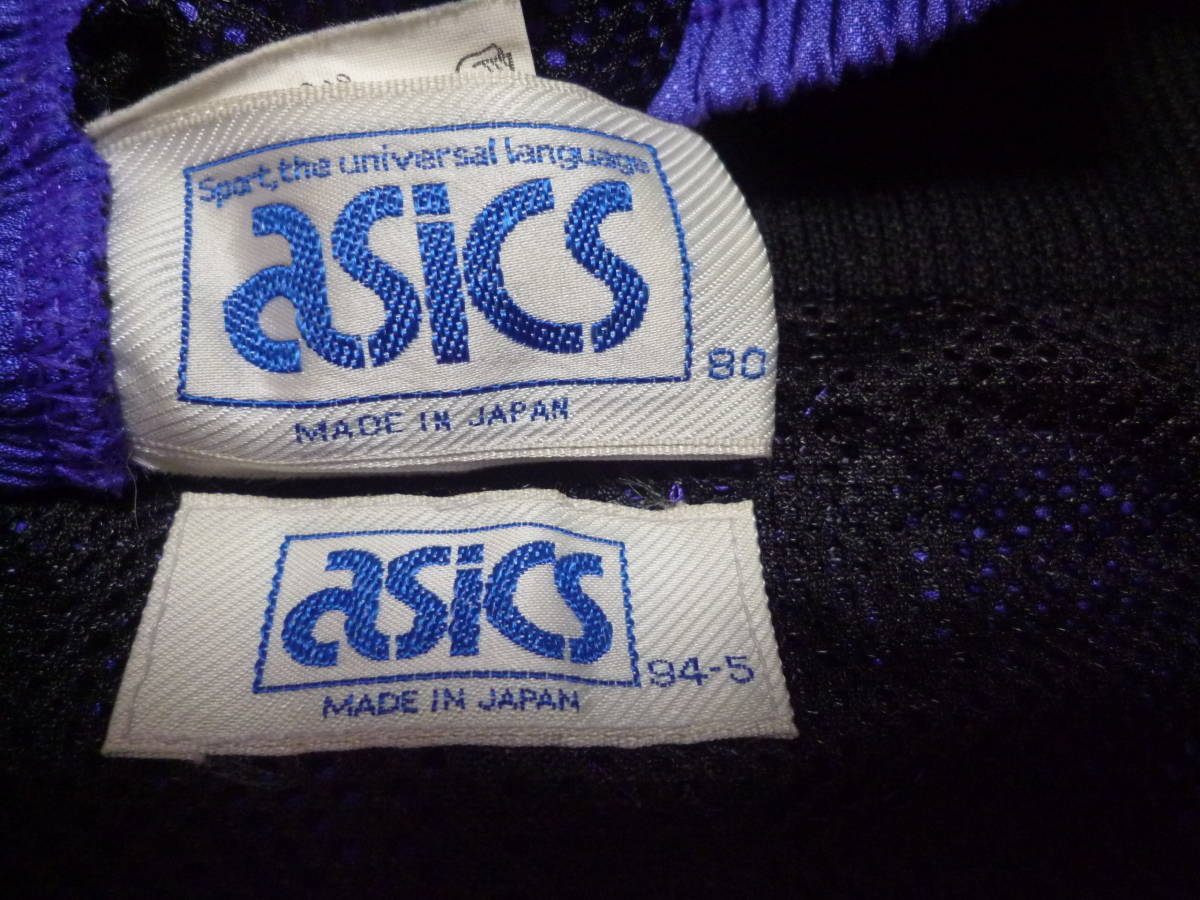 Sport, the universal language.
asics
80
MADE IN JAPAN
asics
94-5
MADE IN JAPAN